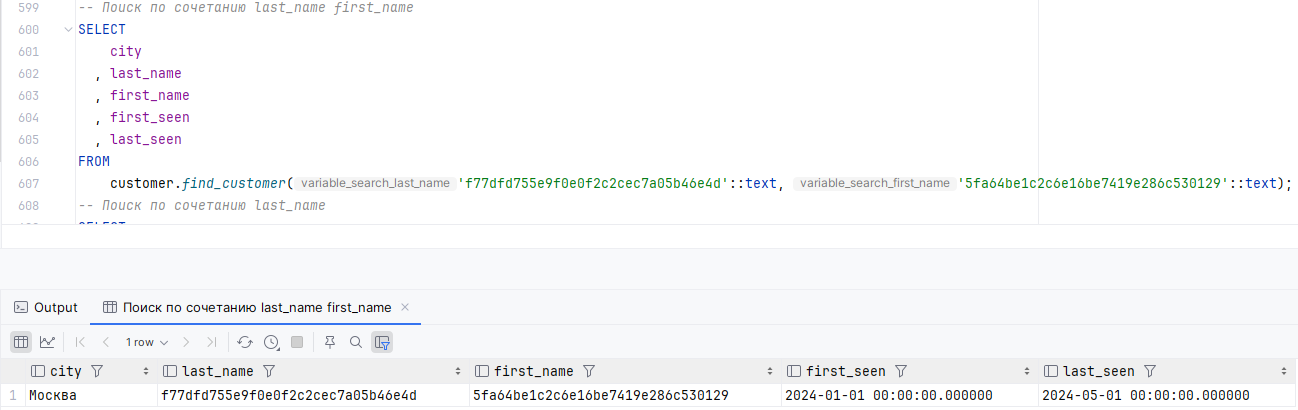 599 -- Поиск по сочетанию last_name first_name
600 SELECT
601 city
602 , last_name
603 , first_name
604 , first_seen
605 , last_seen
606 FROM
607 customer.find_customer( variable_search_last_name 'f77dfd755e9f0e0f2c2cec7a05b46e4d'::text, variable_search_first_name '5fa64be1c2c6e16be7419e286c530129'::text);
608 -- Поиск по сочетанию last_name
Output Поиск по сочетанию last_name first_name ×
1 row
city last_name first_name first_seen last_seen
1 Москва f77dfd755e9f0e0f2c2cec7a05b46e4d 5fa64be1c2c6e16be7419e286c530129 2024-01-01 00:00:00.000000 2024-05-01 00:00:00.000000